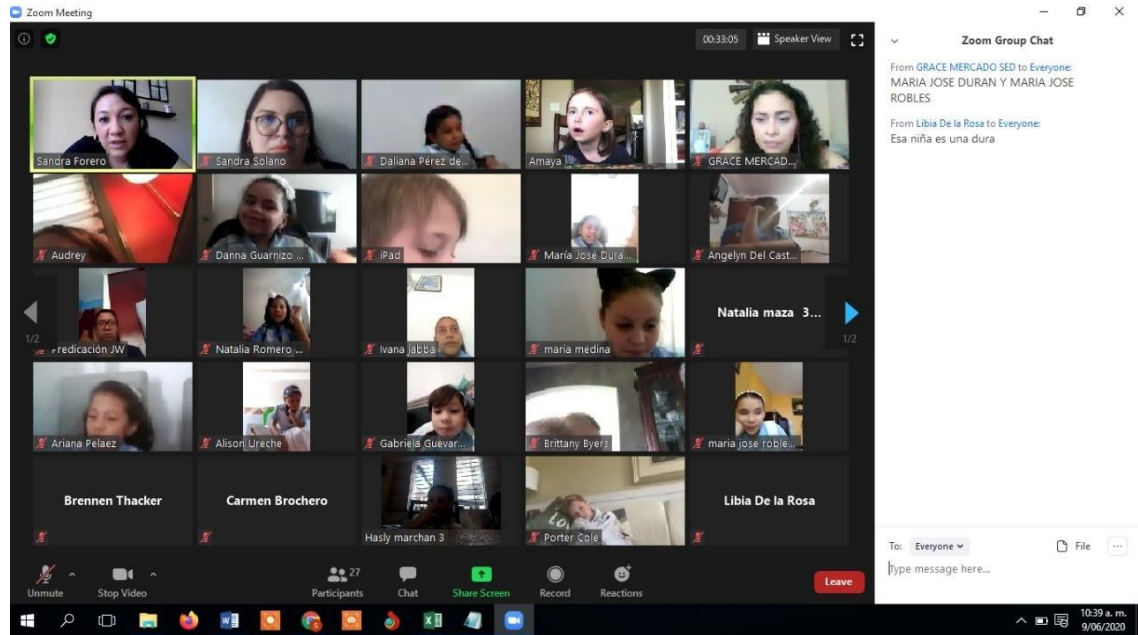 Zoom Meeting
00:33:05 Speaker View
Sandra Forero
Sandra Solano
Daliana Pérez de...
Amaya
GRACE MERCAD...
Audrey
Danna Guarnizo ...
iPad
María José Dura...
Angelyn Del Cast...
Predicación JW
Natalia Romero ...
Ivana jabba
maria medina
Natalia maza 3...
1/2
1/2
Ariana Pelaez
Alison Ureche
Gabriela Guevar...
Brittany Byers
maria jose roble...
Brennen Thacker
Carmen Brochero
Hasly marchan 3
Porter Cole
Libia De la Rosa
Unmute
Stop Video
27
Participants
Chat
Share Screen
Record
Reactions
Leave
Zoom Group Chat
From GRACE MERCADO SED to Everyone:
MARIA JOSE DURAN Y MARIA JOSE
ROBLES
From Libia De la Rosa to Everyone:
Esa niña es una dura
To: Everyone File ...
Type message here...
10:39 a. m.
9/06/2020